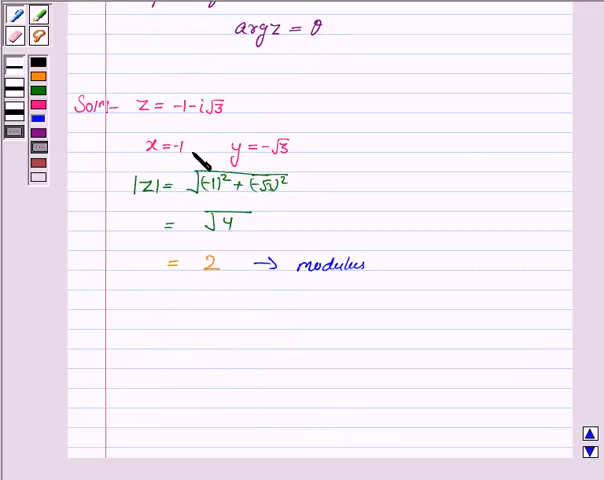 arg z = θ
Soln- z = -1-i√3
x = -1 y = -√3
|z| = √(-1)² + (-√3)²
= √4
= 2 → modulus